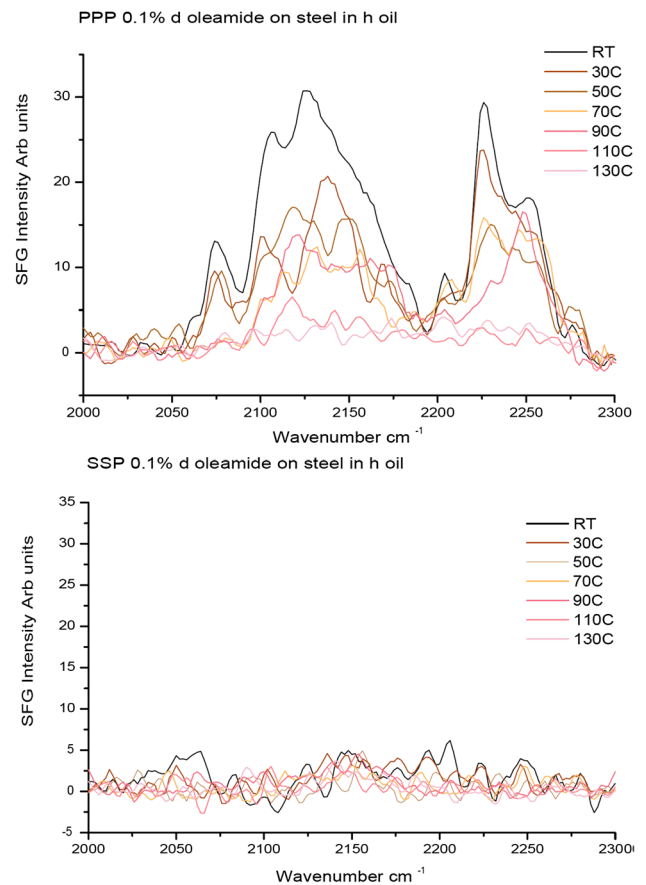 PPP 0.1% d oleamide on steel in h oil
SFG Intensity Arb units
30
20
10
0
RT
30C
50C
70C
90C
110C
130C
2000 2050 2100 2150 2200 2250 2300
Wavenumber cm -1
SSP 0.1% d oleamide on steel in h oil
SFG Intensity Arb units
35
30
25
20
15
10
5
0
-5
RT
30C
50C
70C
90C
110C
130C
2000 2050 2100 2150 2200 2250 2300
Wavenumber cm -1